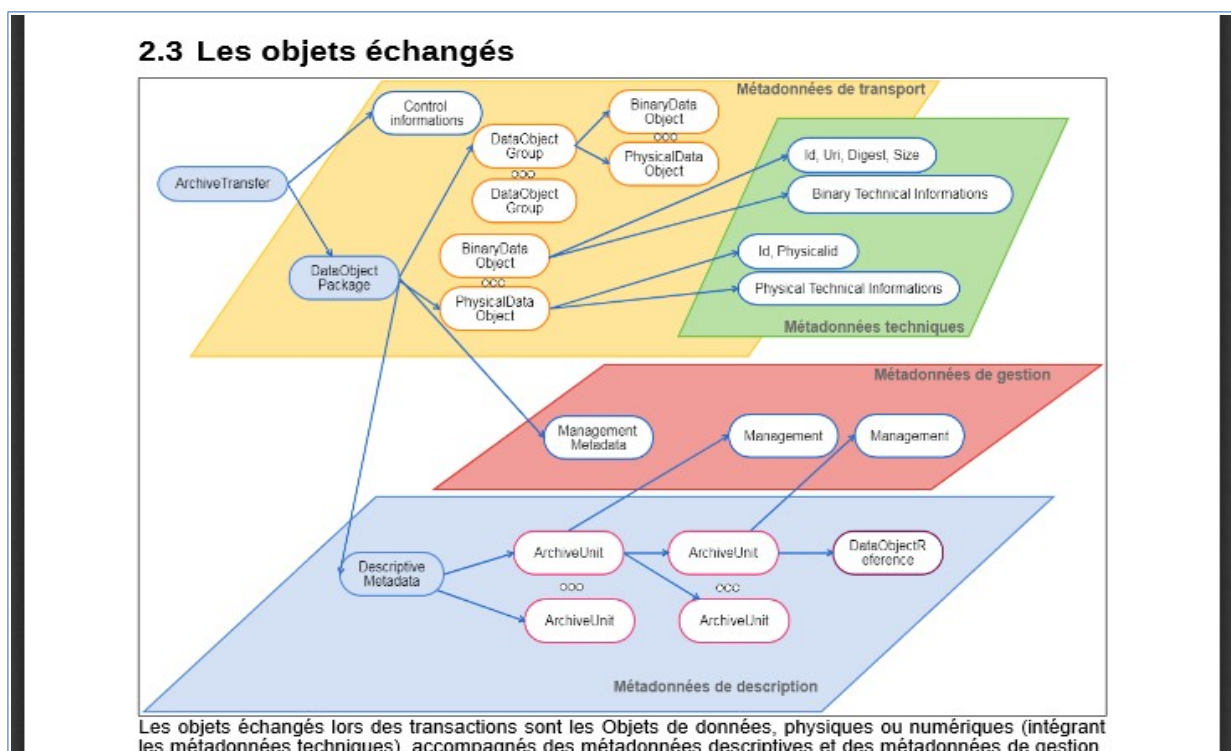 2.3 Les objets échangés
Métadonnées de transport
Control
informations
BinaryData
Object
DataObject
Group
PhysicalData
Object
ArchiveTransfer
DataObject
Group
Id, Uri, Digest, Size
Binary Technical Informations
BinaryData
Object
DataObject
Package
Id, Physicalid
PhysicalData
Object
Physical Technical Informations
Métadonnées techniques
Métadonnées de gestion
Management
Metadata
Management
Management
Descriptive
Metadata
ArchiveUnit
ArchiveUnit
DataObjectR
eference
ArchiveUnit
ArchiveUnit
Métadonnées de description
Les objets échangés lors des transactions sont les Objets de données, physiques ou numériques (intégrant
les métadonnées techniques), accompagnés des métadonnées descriptives et des métadonnées de gestion